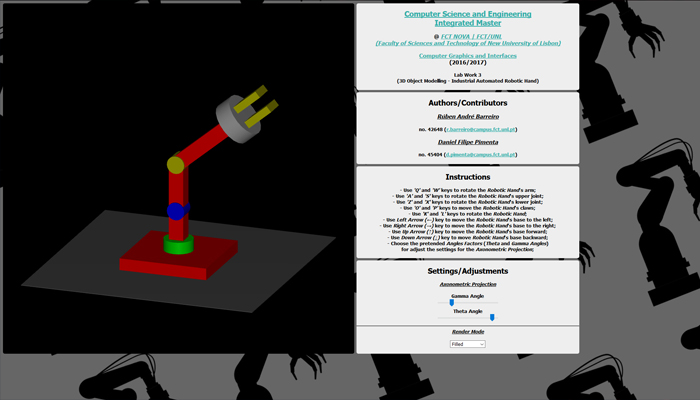 Computer Science and Engineering
Integrated Master
@ FCT NOVA | FCT/UNL
(Faculty of Sciences and Technology of New University of Lisbon)
Computer Graphics and Interfaces
(2016/2017)
Lab Work 3
(3D Object Modelling - Industrial Automated Robotic Hand)
Authors/Contributors
Rúben André Barreiro
no. 42648 (r.barreiro@campus.fct.unl.pt)
Daniel Filipe Pimenta
no. 45404 (d.pimenta@campus.fct.unl.pt)
Instructions
- Use 'Q' and 'W' keys to rotate the Robotic Hand's arm;
- Use 'A' and 'S' keys to rotate the Robotic Hand's upper joint;
- Use 'Z' and 'X' keys to rotate the Robotic Hand's lower joint;
- Use 'O' and 'P' keys to move the Robotic Hand's claws;
- Use 'K' and 'L' keys to rotate the Robotic Hand;
- Use Left Arrow (←) key to move the Robotic Hand's base to the left;
- Use Right Arrow (→) key to move the Robotic Hand's base to the right;
- Use Up Arrow (↑) key to move the Robotic Hand's base forward;
- Use Down Arrow (↓) key to move Robotic Hand's base backward;
- Choose the pretended Angles Factors (Theta and Gamma Angles)
for adjust the settings for the Axonometric Projection;
Settings/Adjustments
Axonometric Projection
Gamma Angle
Theta Angle
Render Mode
Filled